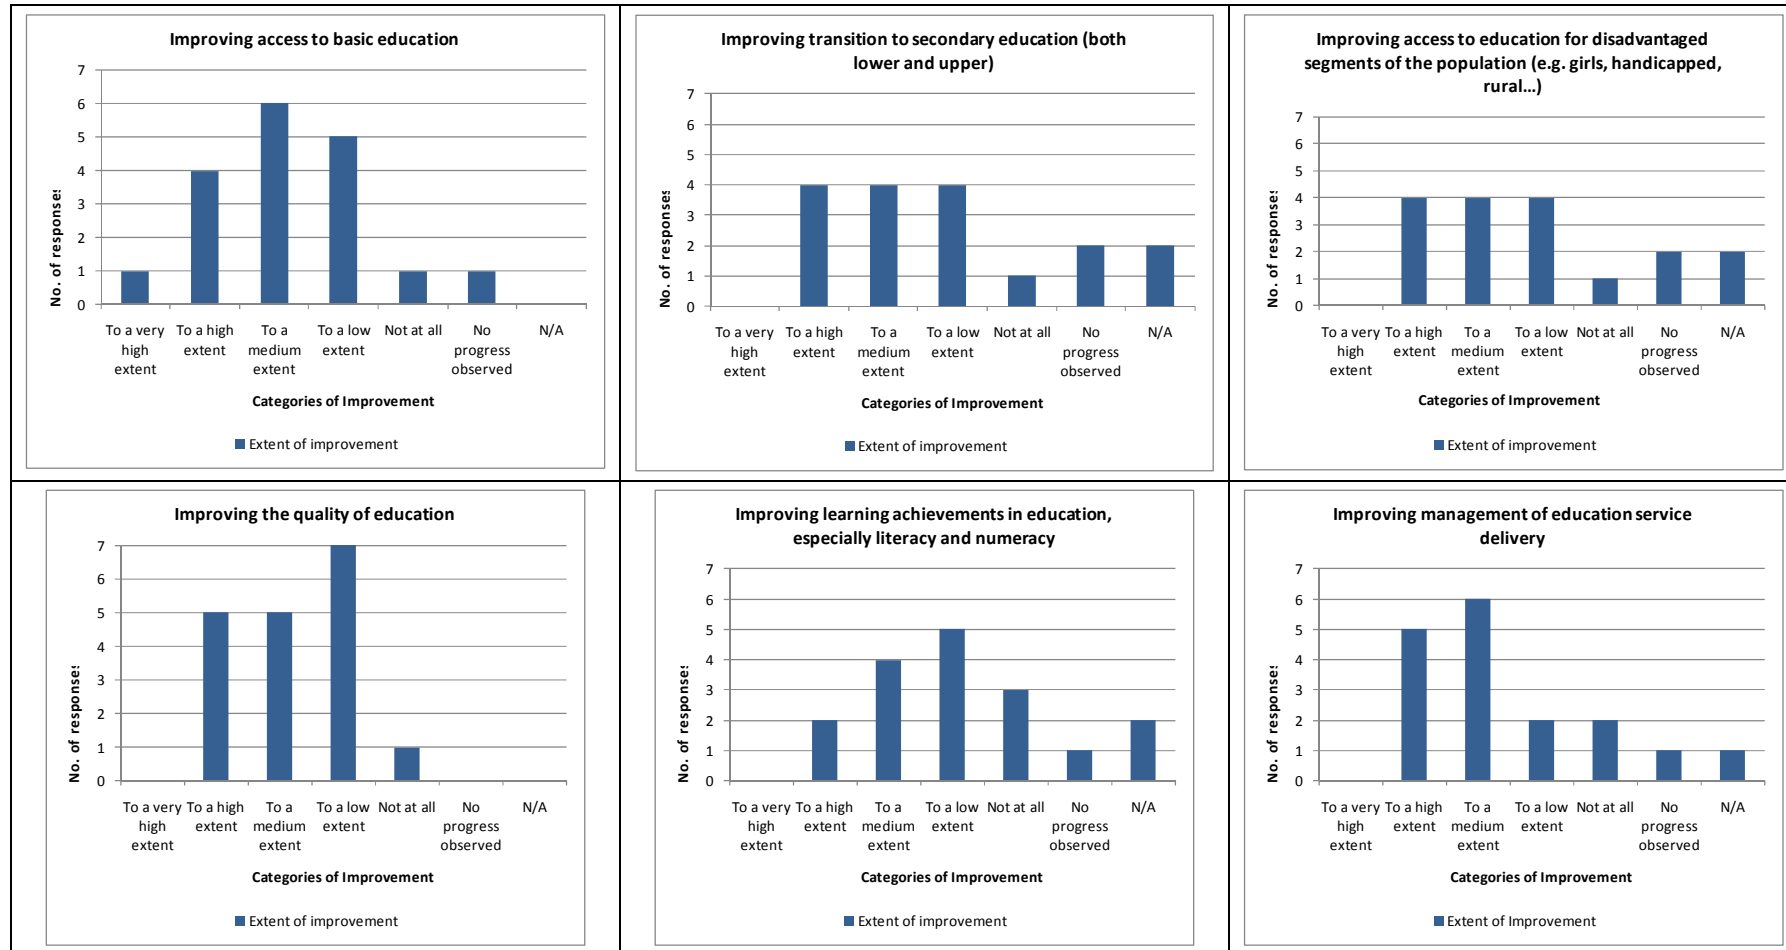 Improving access to basic education
7
6
5
4
3
2
1
0
No. of responses
To a very high extent
To a high extent
To a medium extent
To a low extent
Not at all
No progress observed
N/A
Categories of Improvement
Extent of improvement
Improving transition to secondary education (both
lower and upper)
7
6
5
4
3
2
1
0
No. of responses
To a very high extent
To a high extent
To a medium extent
To a low extent
Not at all
No progress observed
N/A
Categories of Improvement
Extent of improvement
Improving access to education for disadvantaged
segments of the population (e.g. girls, handicapped,
rural…)
7
6
5
4
3
2
1
0
No. of responses
To a very high extent
To a high extent
To a medium extent
To a low extent
Not at all
No progress observed
N/A
Categories of Improvement
Extent of improvement
Improving the quality of education
7
6
5
4
3
2
1
0
No. of responses
To a very high extent
To a high extent
To a medium extent
To a low extent
Not at all
No progress observed
N/A
Categories of Improvement
Extent of improvement
Improving learning achievements in education,
especially literacy and numeracy
7
6
5
4
3
2
1
0
No. of responses
To a very high extent
To a high extent
To a medium extent
To a low extent
Not at all
No progress observed
N/A
Categories of Improvement
Extent of improvement
Improving management of education service
delivery
7
6
5
4
3
2
1
0
No. of responses
To a very high extent
To a high extent
To a medium extent
To a low extent
Not at all
No progress observed
N/A
Categories of Improvement
Extent of Improvement